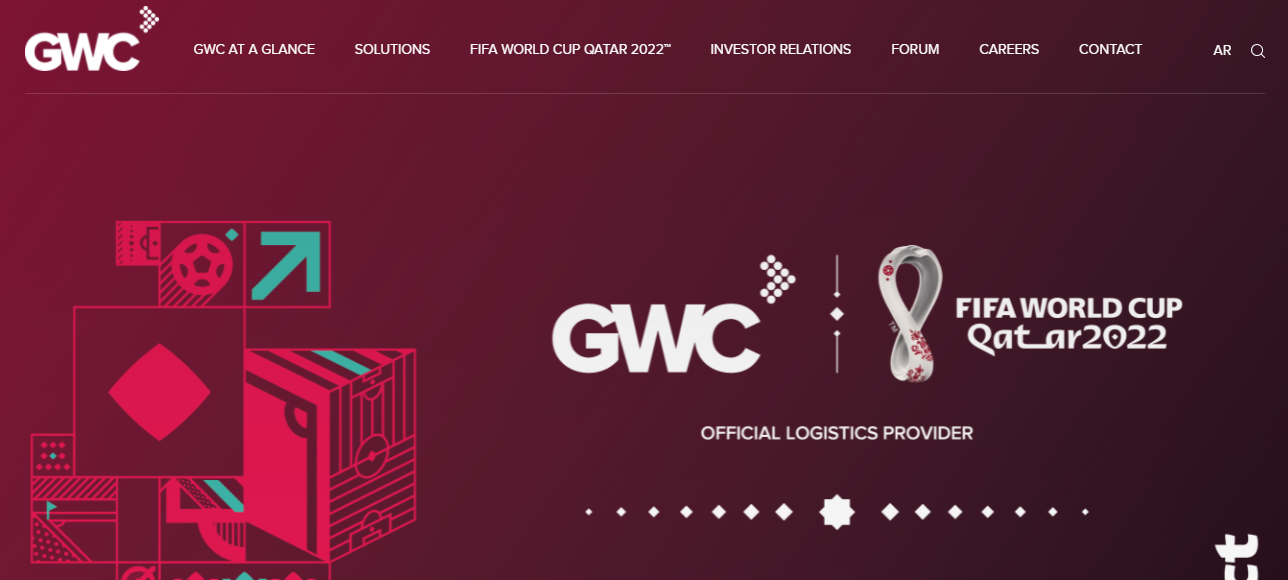 GWC
GWC AT A GLANCE
SOLUTIONS
FIFA WORLD CUP QATAR 2022™
INVESTOR RELATIONS
FORUM
CAREERS
CONTACT
AR
GWC
TM
FIFA WORLD CUP
Qatar2022
OFFICIAL LOGISTICS PROVIDER